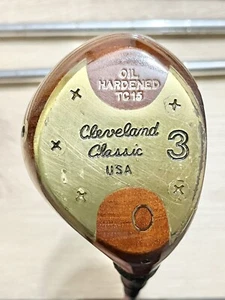 OIL
HARDENED
TC15
Cleveland
Classic
3
USA